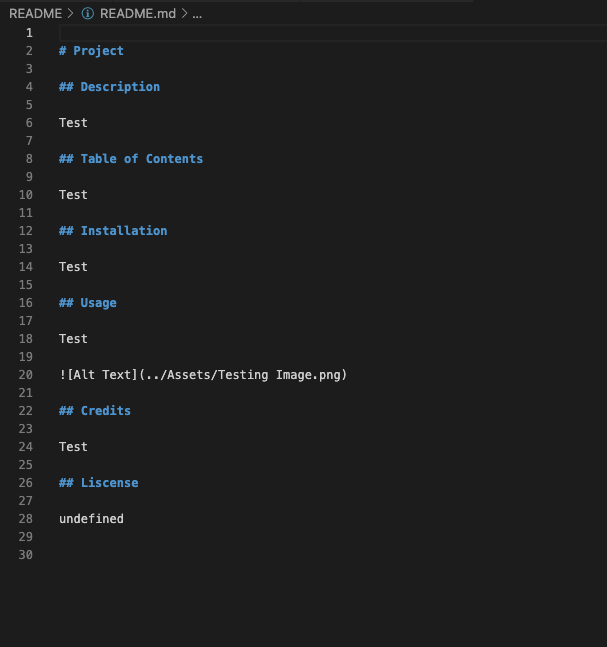 README > README.md > ...
1
2 # Project
3
4 ## Description
5
6 Test
7
8 ## Table of Contents
9
10 Test
11
12 ## Installation
13
14 Test
15
16 ## Usage
17
18 Test
19
20 ![Alt Text](../Assets/Testing Image.png)
21
22 ## Credits
23
24 Test
25
26 ## Liscense
27
28 undefined
29
30